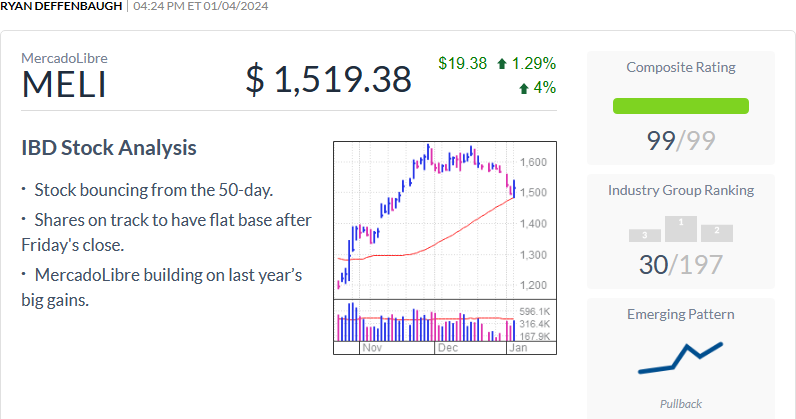 RYAN DEFFENBAUGH | 04:24 PM ET 01/04/2024
MercadoLibre
MELI
$ 1,519.38
$19.38 1.29%
4%
IBD Stock Analysis
• Stock bouncing from the 50-day.
• Shares on track to have flat base after
Friday's close.
• MercadoLibre building on last year’s
big gains.
1,600
1,500
1,400
1,300
1,200
596.1K
316.4K
167.9K
Nov Dec Jan
Composite Rating
99/99
Industry Group Ranking
3 1 2
30/197
Emerging Pattern
Pullback